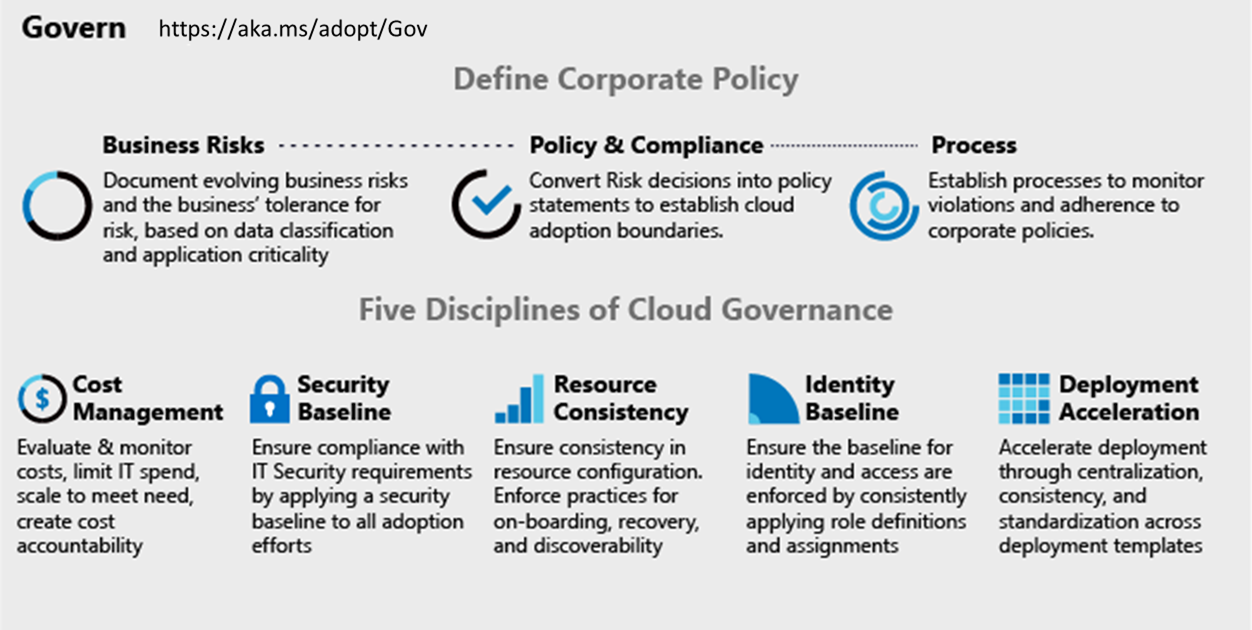 Govern https://aka.ms/adopt/Gov
Define Corporate Policy
Business Risks
Document evolving business risks
and the business’ tolerance for
risk, based on data classification
and application criticality
Policy & Compliance
Convert Risk decisions into policy
statements to establish cloud
adoption boundaries.
Process
Establish processes to monitor
violations and adherence to
corporate policies.
Five Disciplines of Cloud Governance
$
Cost
Management
Evaluate & monitor
costs, limit IT spend,
scale to meet need,
create cost
accountability
Security
Baseline
Ensure compliance with
IT Security requirements
by applying a security
baseline to all adoption
efforts
Resource
Consistency
Ensure consistency in
resource configuration.
Enforce practices for
on-boarding, recovery,
and discoverability
Identity
Baseline
Ensure the baseline for
identity and access are
enforced by consistently
applying role definitions
and assignments
Deployment
Acceleration
Accelerate deployment
through centralization,
consistency, and
standardization across
deployment templates